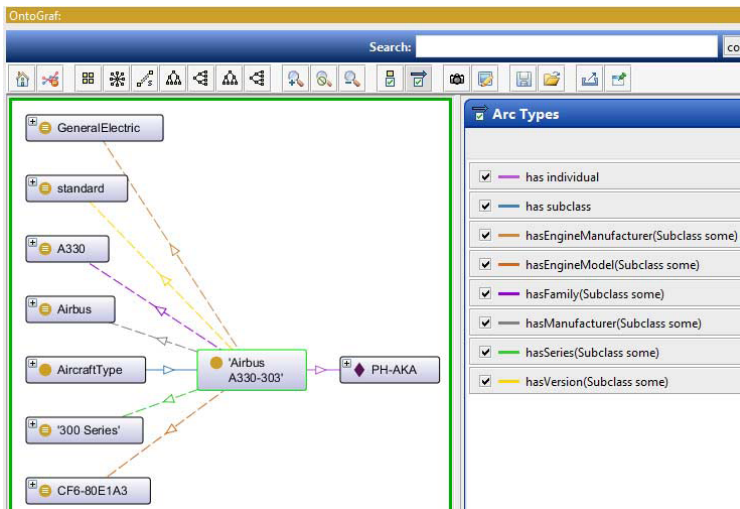 OntoGraf:
Search:
co
Arc Types
GeneralElectric
standard
A330
Airbus
AircraftType
'Airbus
A330-303'
PH-AKA
'300 Series'
CF6-80E1A3
has individual
has subclass
hasEngineManufacturer(Subclass some)
hasEngineModel(Subclass some)
hasFamily(Subclass some)
hasManufacturer(Subclass some)
hasSeries(Subclass some)
hasVersion(Subclass some)